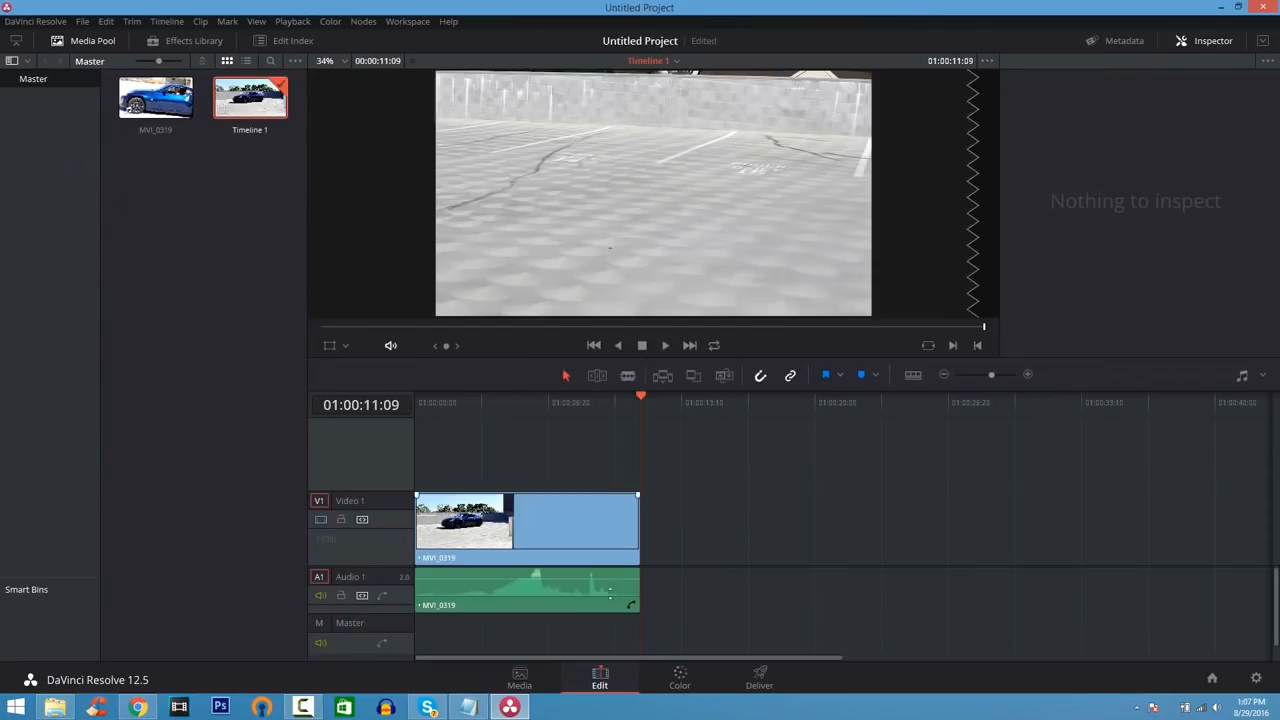 Untitled Project
DaVinci Resolve File Edit Trim Timeline Clip Mark View Playback Color Nodes Workspace Help
Media Pool Effects Library Edit Index Untitled Project Edited Metadata Inspector
Master 34% 00:00:11:09 Timeline 1 01:00:11:09
Master
MVI_0319 Timeline 1
Nothing to inspect
01:00:11:09 01:00:00:00 01:00:06:20 01:00:13:10 01:00:20:00 01:00:26:20 01:00:33:10 01:00:40:00
V1 Video 1
1 Clip
• MVI_0319
Smart Bins
A1 Audio 1 2.0
• MVI_0319
M Master
DaVinci Resolve 12.5 Media Edit Color Deliver
Ps
1:07 PM
8/29/2016